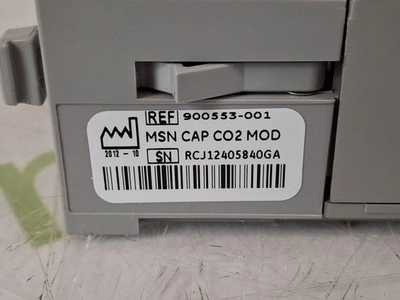 REF 900553-001
MSN CAP CO2 MOD
2012-10
SN RCJ12405840GA